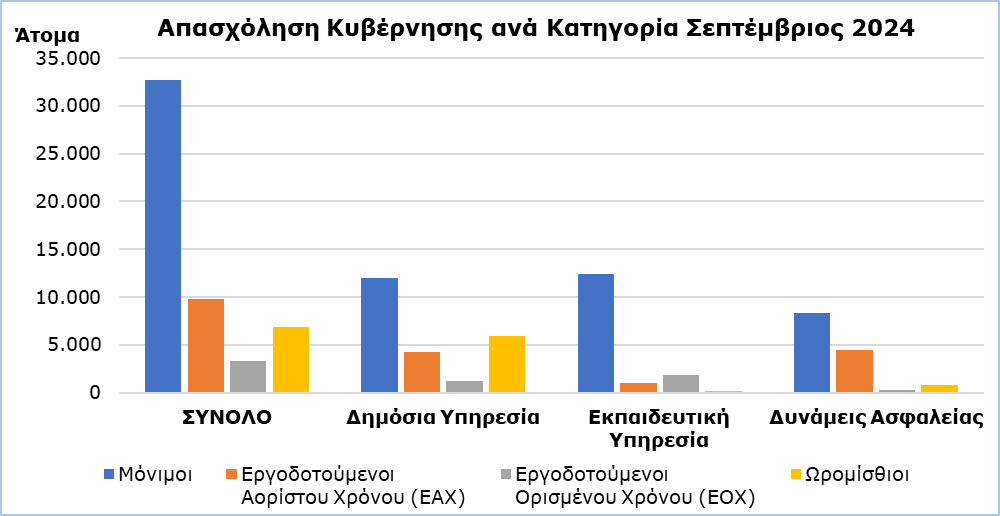 Απασχόληση Κυβέρνησης ανά Κατηγορία Σεπτέμβριος 2024
Άτομα
35.000
30.000
25.000
20.000
15.000
10.000
5.000
0
ΣΥΝΟΛΟ
Δημόσια Υπηρεσία
Εκπαιδευτική
Υπηρεσία
Δυνάμεις Ασφαλείας
Μόνιμοι
Εργοδοτούμενοι
Αορίστου Χρόνου (ΕΑΧ)
Εργοδοτούμενοι
Ορισμένου Χρόνου (ΕΟΧ)
Ωρομίσθιοι